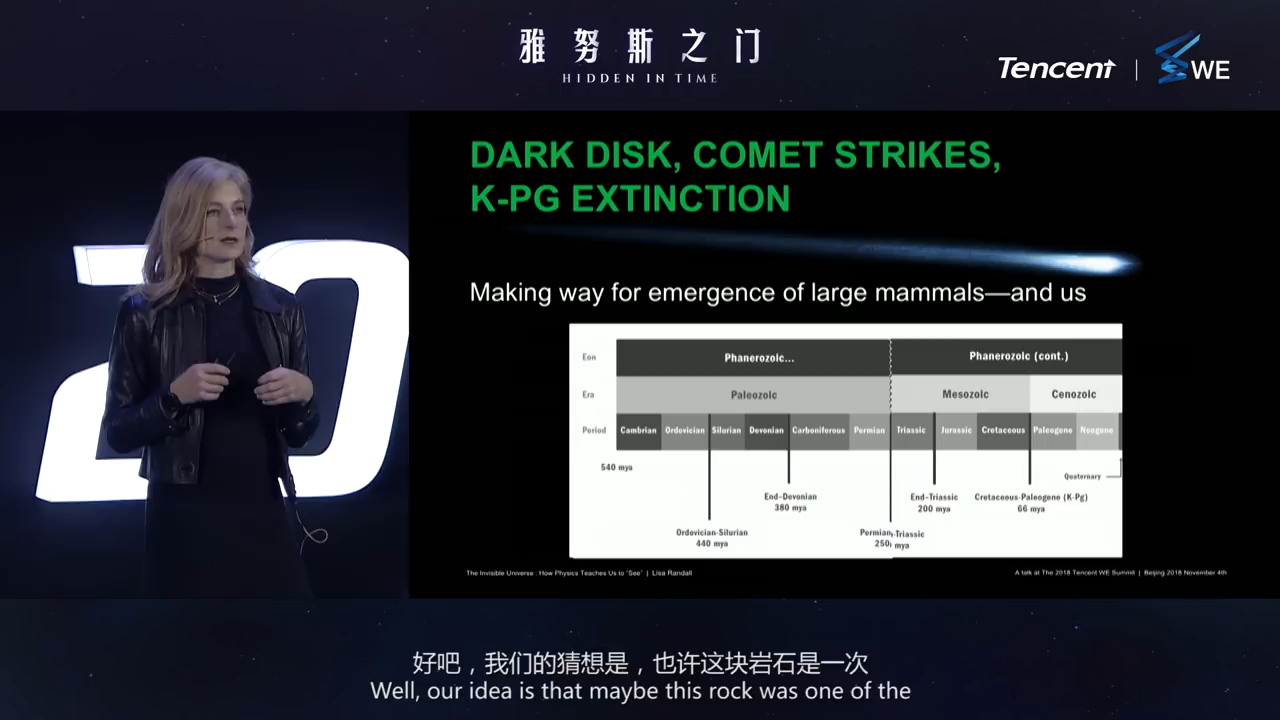 雅努斯之门
HIDDEN IN TIME
Tencent | WE
20
DARK DISK, COMET STRIKES,
K-PG EXTINCTION
Making way for emergence of large mammals—and us
Eon Phanerozoic... Phanerozoic (cont.)
Era Paleozoic Mesozoic Cenozoic
Period Cambrian Ordovician Silurian Devonian Carboniferous Permian Triassic Jurassic Cretaceous Paleogene Neogene
540 mya
Quaternary
End-Devonian
380 mya
End-Triassic
200 mya
Cretaceous-Paleogene (K-Pg)
66 mya
Ordovician-Silurian
440 mya
Permian-Triassic
250 mya
The Invisible Universe : How Physics Teaches Us to "See" | Lisa Randall
A talk at The 2018 Tencent WE Summit | Beijing 2018 November 4th
好吧，我们的猜想是，也许这块岩石是一次
Well, our idea is that maybe this rock was one of the